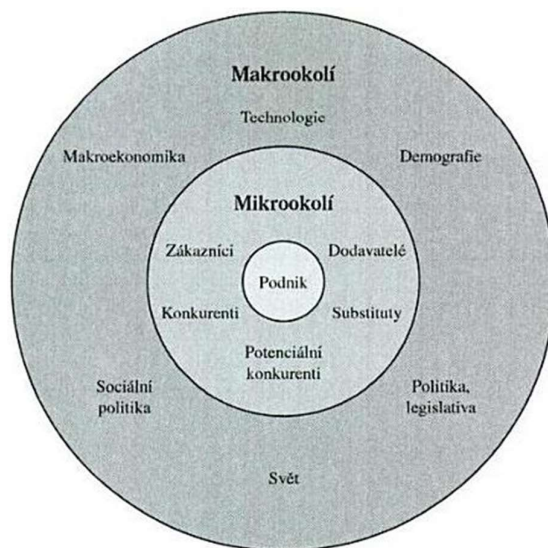 Makrookolí
Technologie
Makroekonomika
Demografie
Mikrookolí
Zákazníci
Dodavatelé
Podnik
Konkurenti
Substituty
Potenciální
konkurenti
Sociální
politika
Politika,
legislativa
Svět